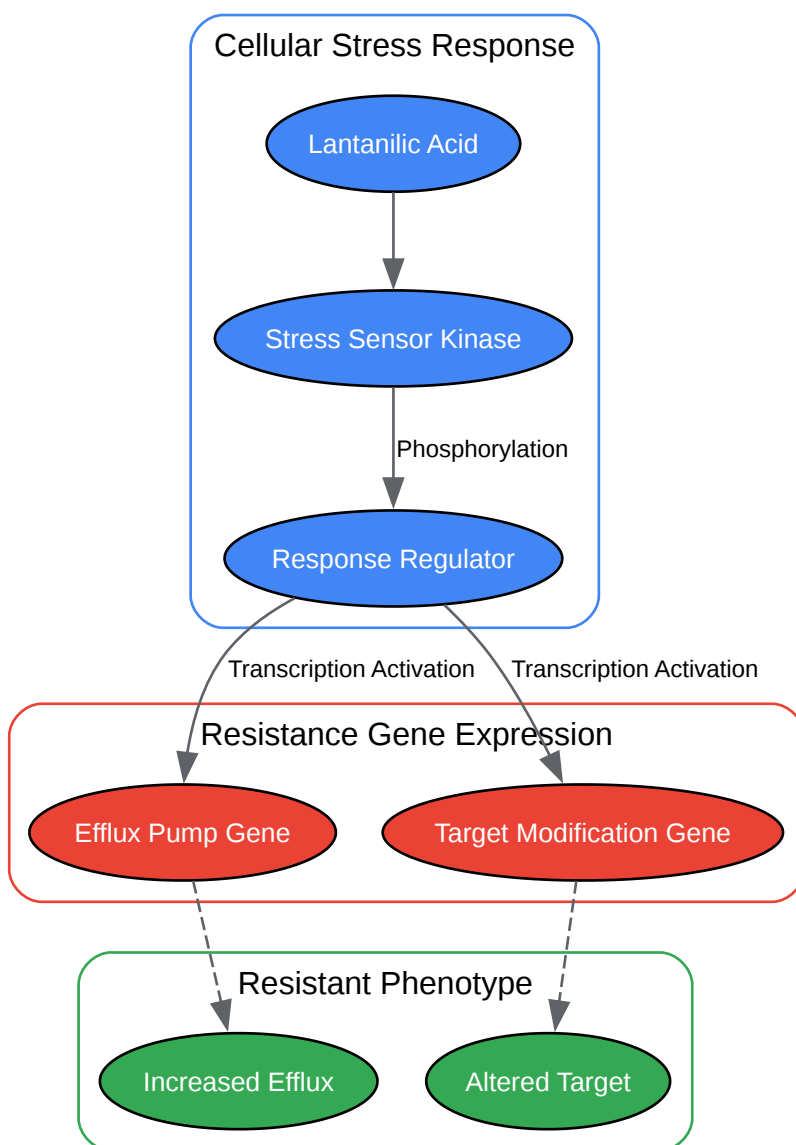 Cellular Stress Response
Lantanilic Acid
Stress Sensor Kinase
Phosphorylation
Response Regulator
Transcription Activation
Transcription Activation
Resistance Gene Expression
Efflux Pump Gene
Target Modification Gene
Resistant Phenotype
Increased Efflux
Altered Target